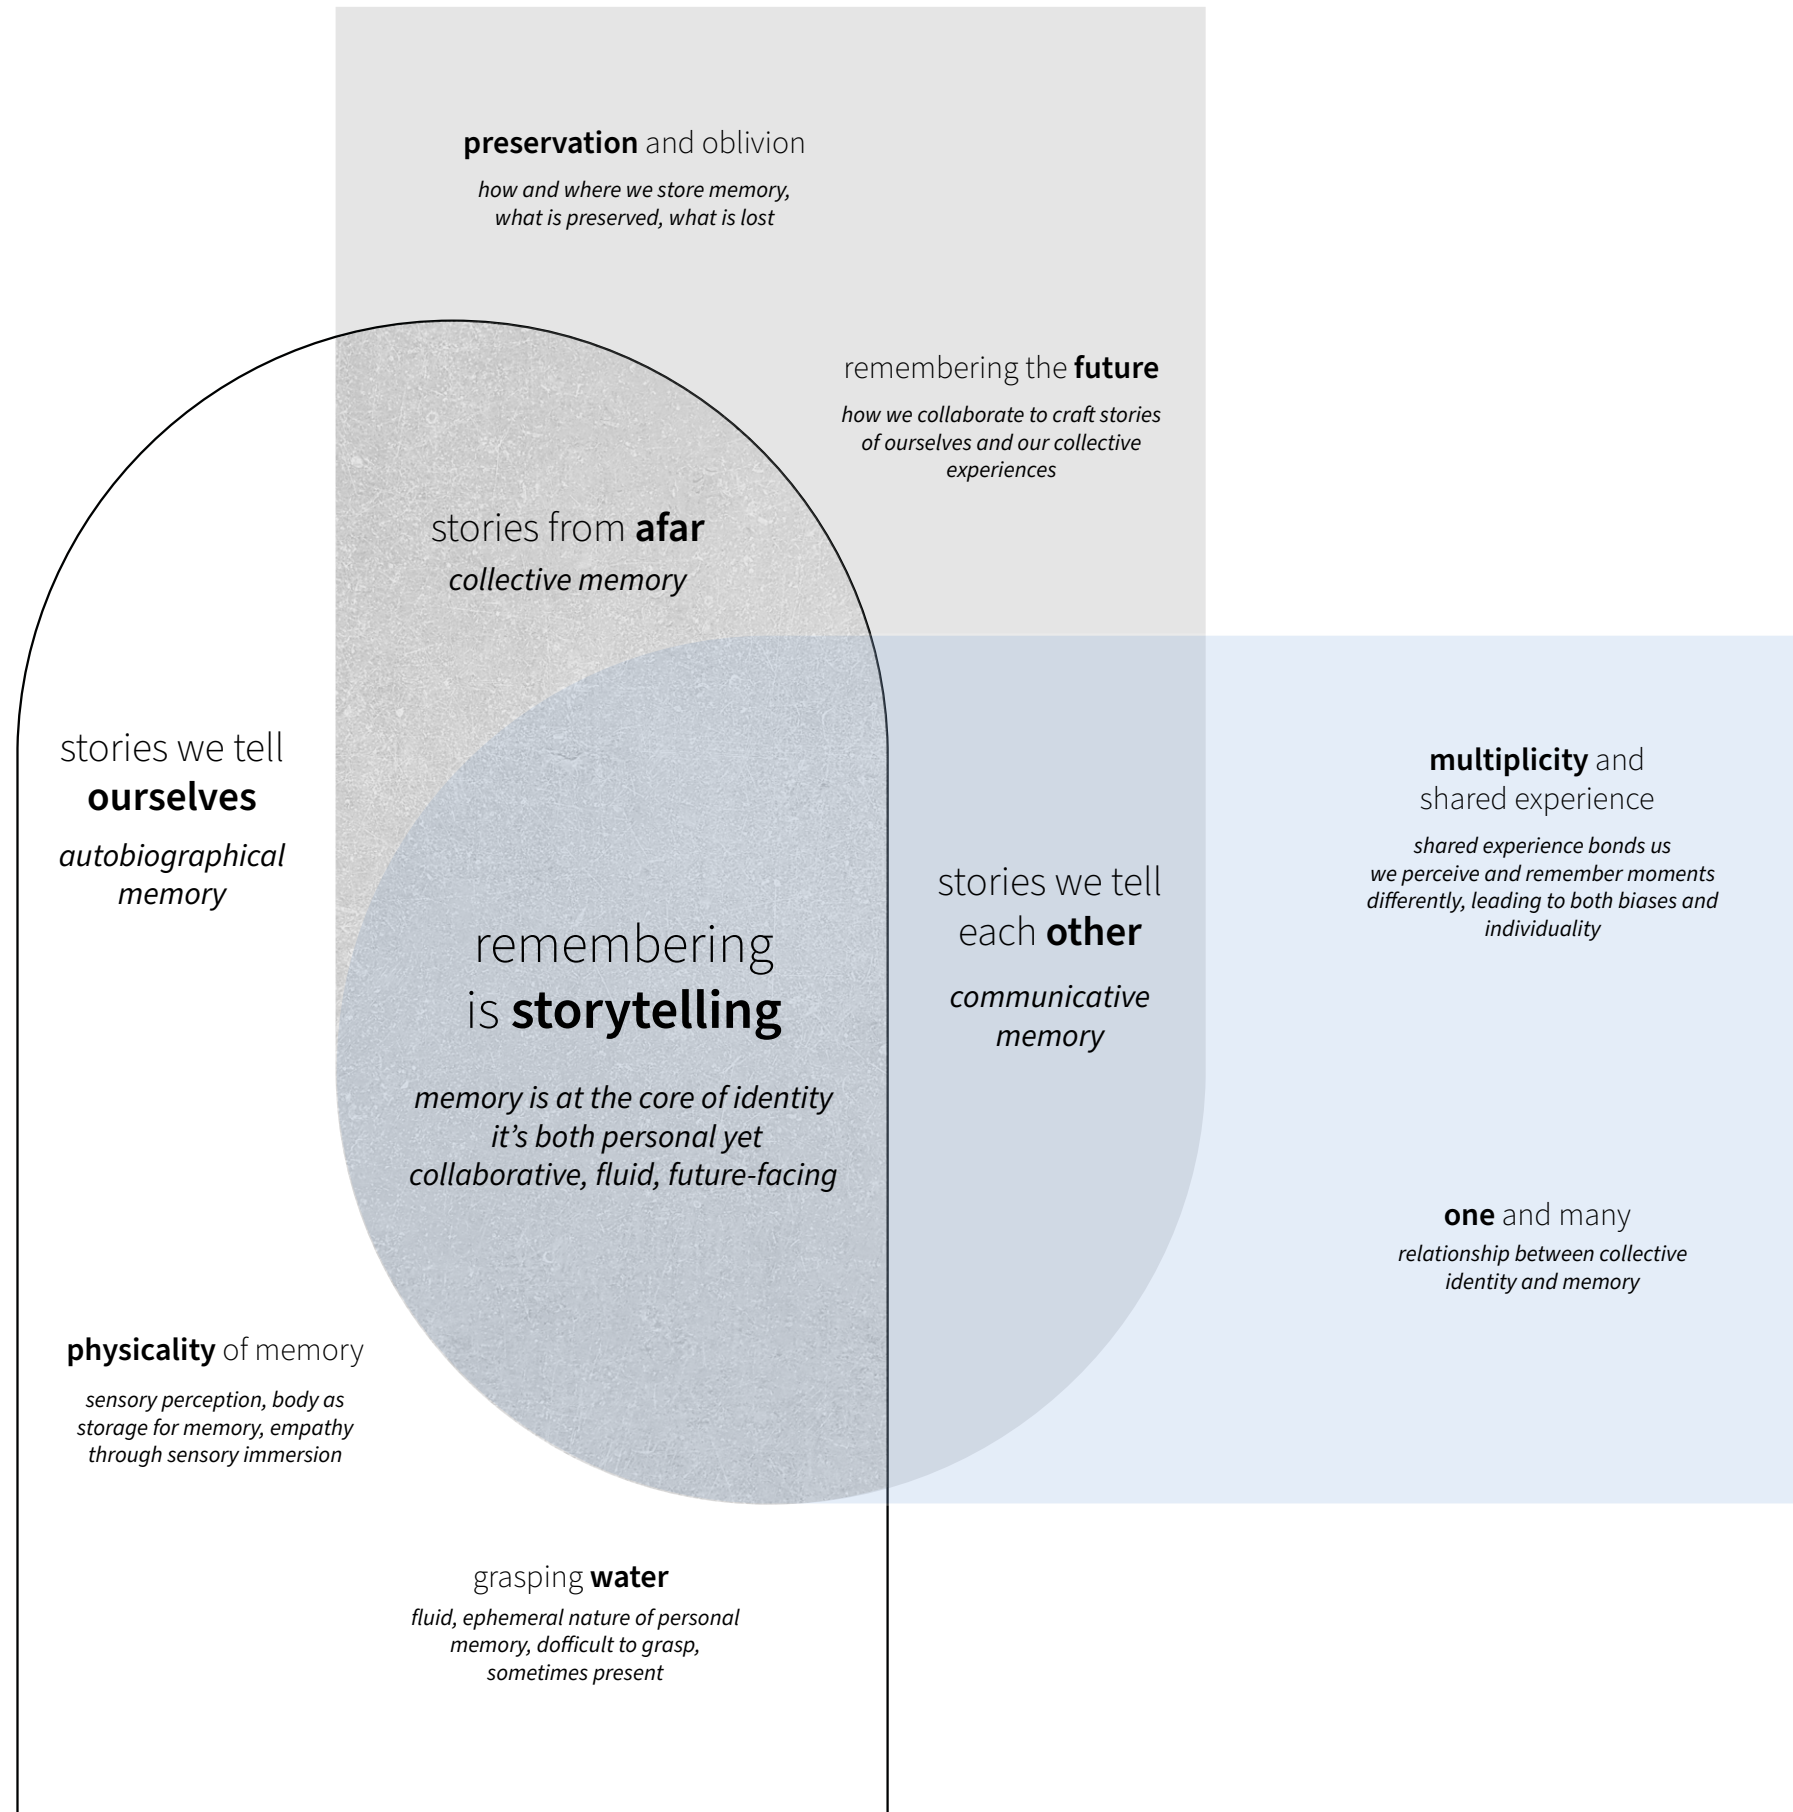 preservation and oblivion
how and where we store memory,
what is preserved, what is lost
remembering the future
how we collaborate to craft stories
of ourselves and our collective
experiences
stories from afar
collective memory
stories we tell
ourselves
autobiographical
memory
remembering
is storytelling
memory is at the core of identity
it’s both personal yet
collaborative, fluid, future-facing
stories we tell
each other
communicative
memory
multiplicity and
shared experience
shared experience bonds us
we perceive and remember moments
differently, leading to both biases and
individuality
one and many
relationship between collective
identity and memory
physicality of memory
sensory perception, body as
storage for memory, empathy
through sensory immersion
grasping water
fluid, ephemeral nature of personal
memory, dofficult to grasp,
sometimes present